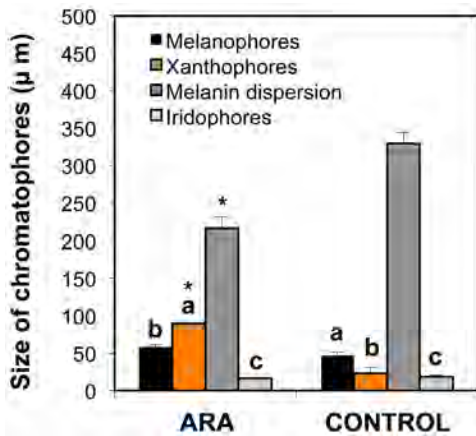 Size of chromatophores (µ m)
500
450
400
350
300
250
200
150
100
50
0
Melanophores
Xanthophores
Melanin dispersion
Iridophores
b
*
a
*
c
a
b
c
ARA
CONTROL